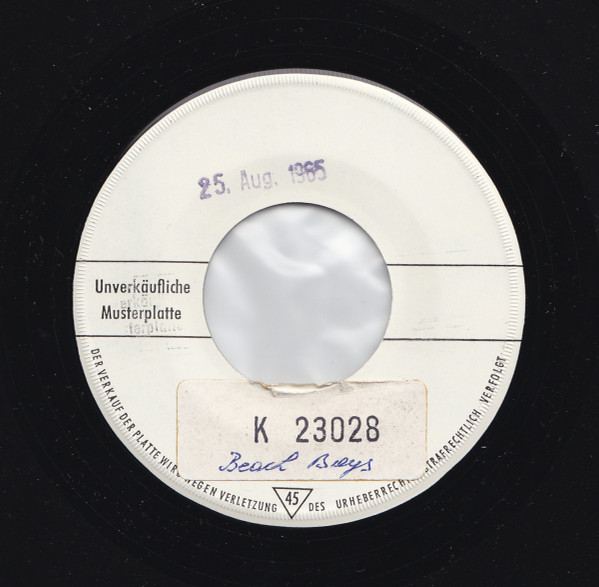 25. Aug. 1965
Unverkäufliche
Musterplatte
K 23028
Beach Boys
DER VERKAUF DER PLATTE WIRD WEGEN VERLETZUNG 45 DES URHEBERRECHTS STRAFRECHTLICH VERFOLGT